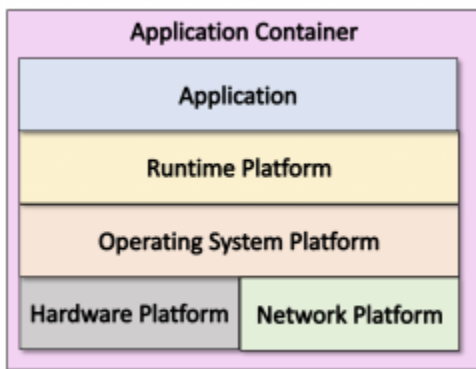 Application Container
Application
Runtime Platform
Operating System Platform
Hardware Platform
Network Platform